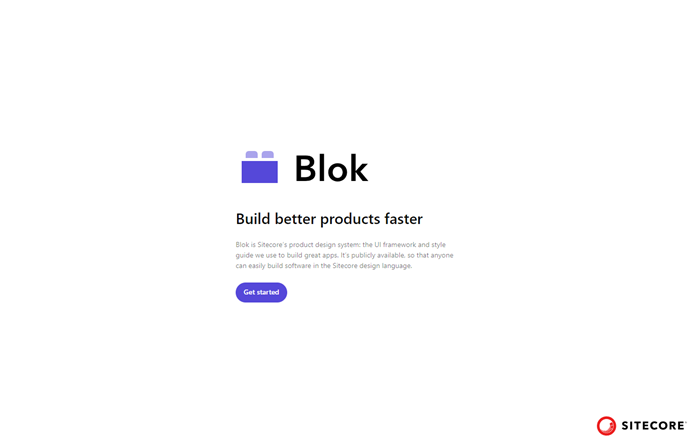 Blok
Build better products faster
Blok is Sitecore's product design system: the UI framework and style
guide we use to build great apps. It's publicly available, so that anyone
can easily build software in the Sitecore design language.
Get started
SITECORE